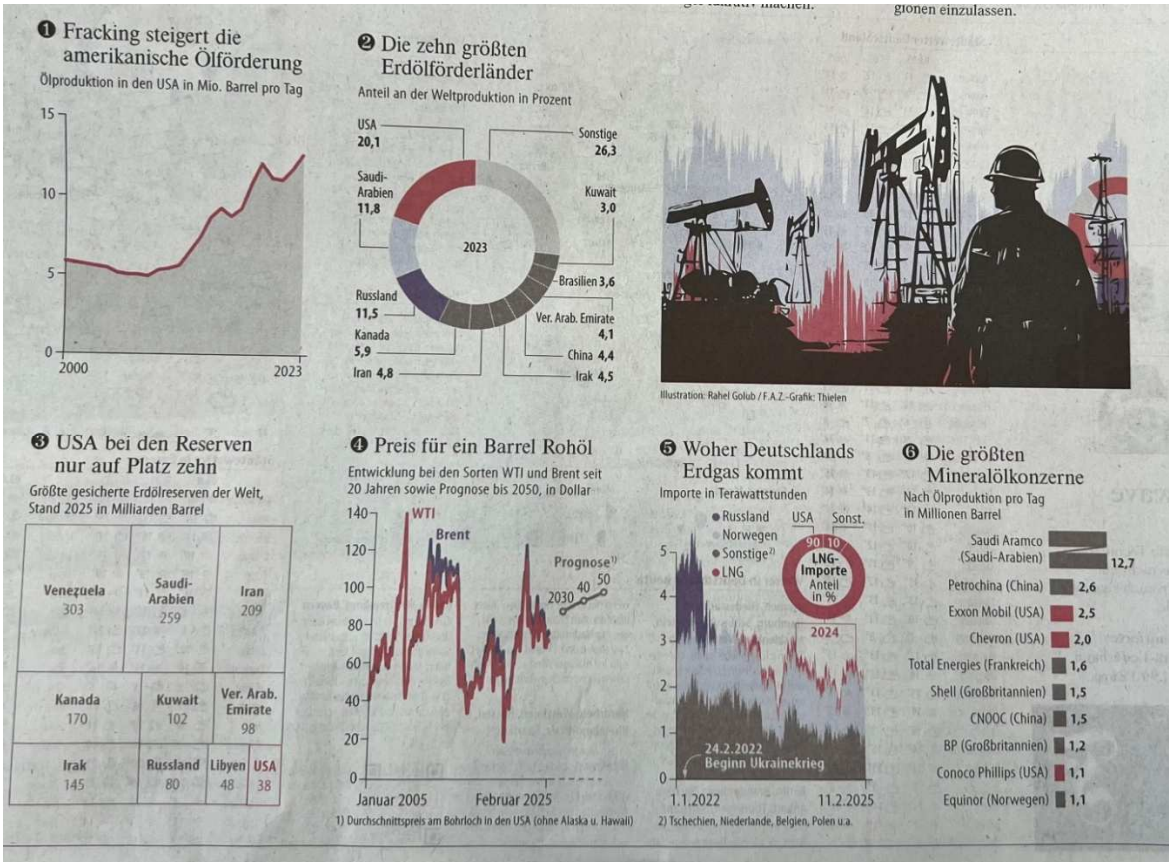 machen.
gionen einzulassen.
❶ Fracking steigert die
amerikanische Ölförderung
Ölproduktion in den USA in Mio. Barrel pro Tag
15
10
5
0
2000
2023
❷ Die zehn größten
Erdölförderländer
Anteil an der Weltproduktion in Prozent
USA
20,1
Sonstige
26,3
Saudi-
Arabien
11,8
Kuwait
3,0
2023
Brasilien 3,6
Russland
11,5
Ver. Arab. Emirate
4,1
Kanada
5,9
China 4,4
Iran 4,8
Irak 4,5
Illustration: Rahel Golub / F.A.Z.-Grafik: Thielen
❸ USA bei den Reserven
nur auf Platz zehn
Größte gesicherte Erdölreserven der Welt,
Stand 2025 in Milliarden Barrel
Venezuela
303
Saudi-
Arabien
259
Iran
209
Kanada
170
Kuwait
102
Ver. Arab.
Emirate
98
Irak
145
Russland
80
Libyen
48
USA
38
❹ Preis für ein Barrel Rohöl
Entwicklung bei den Sorten WTI und Brent seit
20 Jahren sowie Prognose bis 2050, in Dollar
140
120
100
80
60
40
20
0
WTI
Brent
Prognose1)
2030 40 50
Januar 2005
Februar 2025
1) Durchschnittspreis am Bohrloch in den USA (ohne Alaska u. Hawaii)
❺ Woher Deutschlands
Erdgas kommt
Importe in Terawattstunden
Russland
Norwegen
Sonstige2)
LNG
USA
Sonst.
90
10
LNG-
Importe
Anteil
in %
2024
5
4
3
2
1
0
24.2.2022
Beginn Ukrainekrieg
1.1.2022
11.2.2025
2) Tschechien, Niederlande, Belgien, Polen u.a.
❻ Die größten
Mineralölkonzerne
Nach Ölproduktion pro Tag
in Millionen Barrel
Saudi Aramco
(Saudi-Arabien) 12,7
Petrochina (China) 2,6
Exxon Mobil (USA) 2,5
Chevron (USA) 2,0
Total Energies (Frankreich) 1,6
Shell (Großbritannien) 1,5
CNOOC (China) 1,5
BP (Großbritannien) 1,2
Conoco Phillips (USA) 1,1
Equinor (Norwegen) 1,1